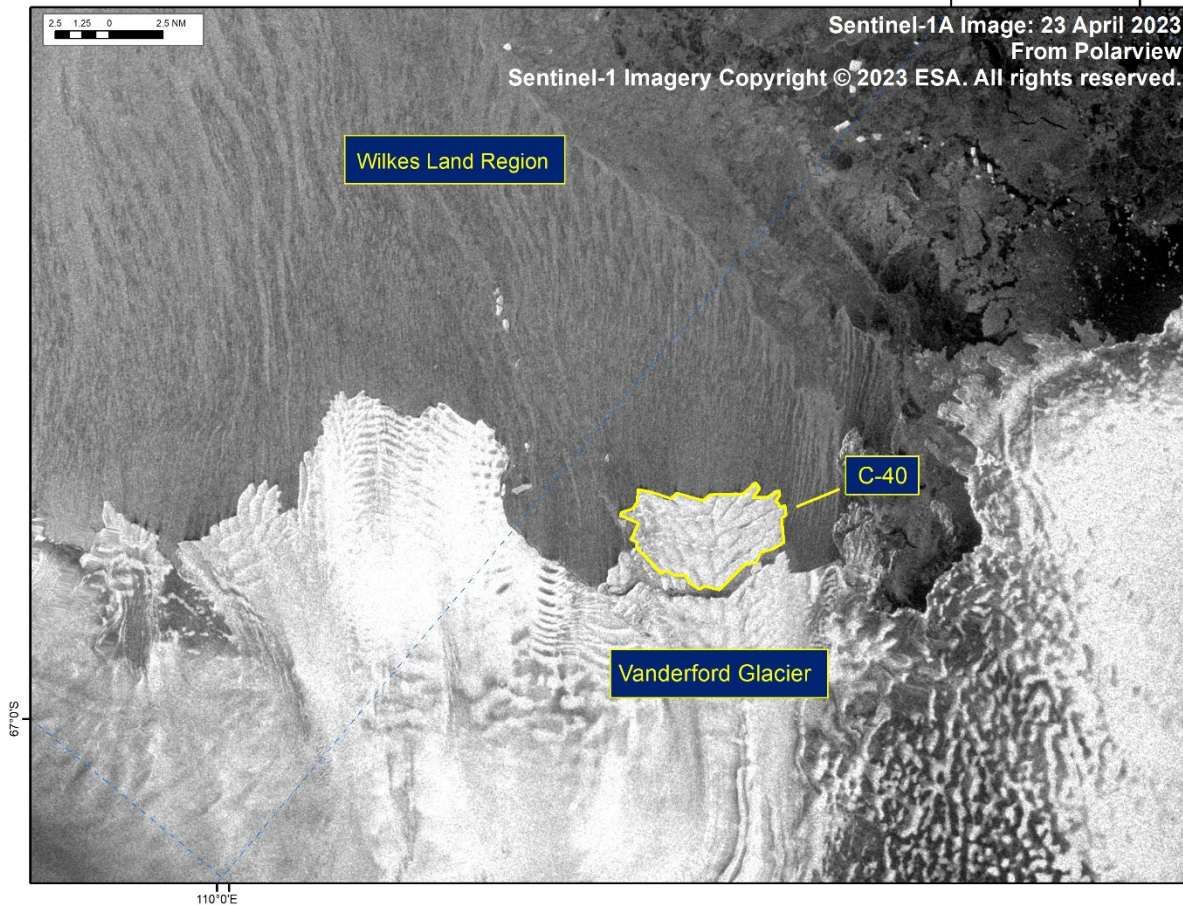 2.5 1.25 0 2.5 NM
Sentinel-1A Image: 23 April 2023
From Polarview
Sentinel-1 Imagery Copyright © 2023 ESA. All rights reserved.
Wilkes Land Region
C-40
Vanderford Glacier
67°0'S
110°0'E